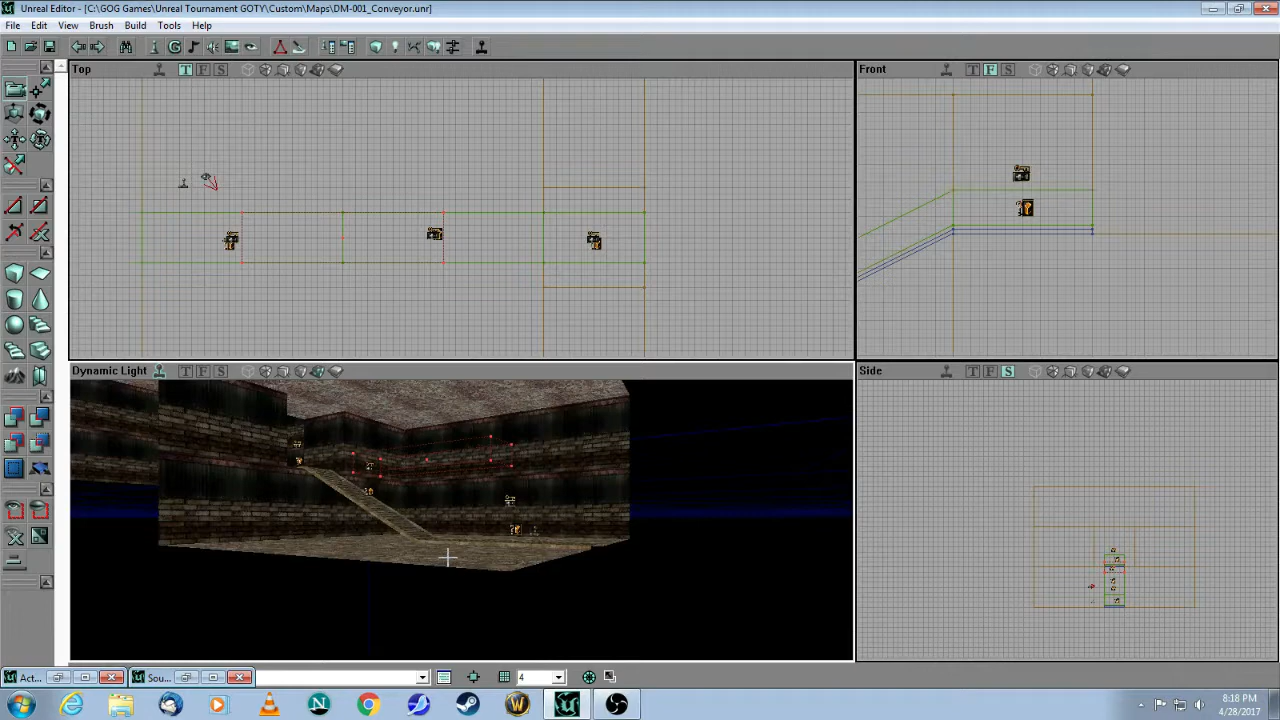 Unreal Editor - [C:\GOG Games\Unreal Tournament GOTY\Custom\Maps\DM-001_Conveyor.unr]
File Edit View Brush Build Tools Help
Top T F S
Front T F S
Dynamic Light T F S
Side T F S
Act... Sou... 4
8:18 PM
4/28/2017